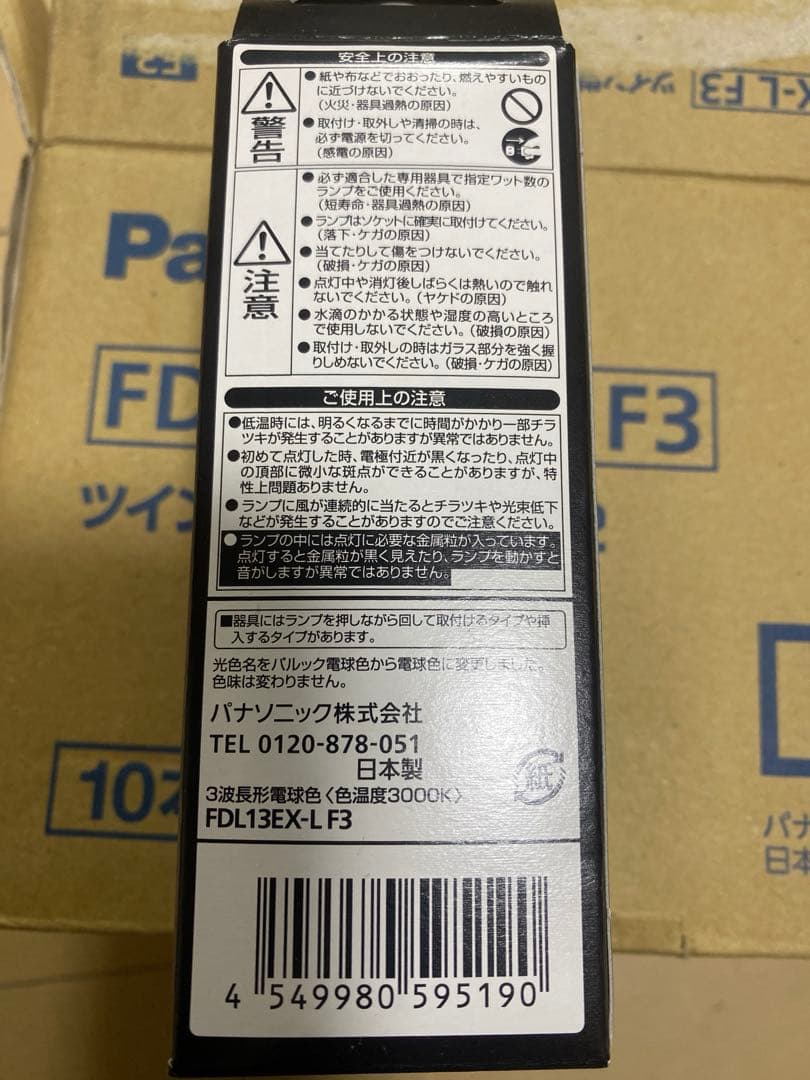 安全上の注意
警告
●紙や布などでおおったり、燃えやすいもの
に近づけないでください。
(火災・器具過熱の原因)
●取付け・取外しや清掃の時は、
必ず電源を切ってください。
(感電の原因)
注意
●必ず適合した専用器具で指定ワット数の
ランプをご使用ください。
(短寿命・器具過熱の原因)
●ランプはソケットに確実に取付けてください。
(落下・ケガの原因)
●当てたりして傷をつけないでください。
(破損・ケガの原因)
●点灯中や消灯後しばらくは熱いので触れ
ないでください。(ヤケドの原因)
●水滴のかかる状態や湿度の高いところ
で使用しないでください。(破損の原因)
●取付け・取外しの時はガラス部分を強く握
りしめないでください。(破損・ケガの原因)
ご使用上の注意
●低温時には、明るくなるまでに時間がかかり一部チラ
ツキが発生することがありますが異常ではありません。
●初めて点灯した時、電極付近が黒くなったり、点灯中
の頂部に微小な斑点ができることがありますが、特
性上問題ありません。
●ランプに風が連続的に当たるとチラツキや光束低下
などが発生することがありますのでご注意ください。
●ランプの中には点灯に必要な金属粒が入っています。
点灯すると金属粒が黒く見えたり、ランプを動かすと
音がしますが異常ではありません。
■器具にはランプを押しながら回して取付けるタイプや挿
入するタイプがあります。
光色名をパルック電球色から電球色に変更しました。
色味は変わりません。
パナソニック株式会社
TEL 0120-878-051
日本製
紙
3波長形電球色〈色温度3000K〉
FDL13EX-L F3
4 549980 595190
Pa
FD
F3
ツイン
2
10本
パナ
日本
X-L F3
ツイン
F3